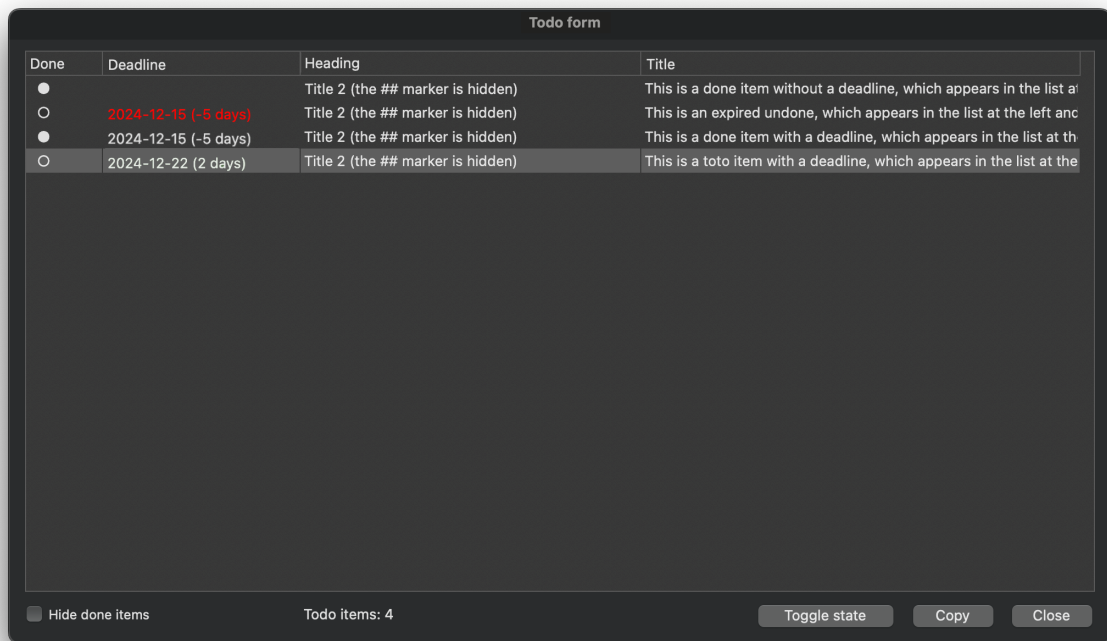 Todo form
Done Deadline Heading Title
Title 2 (the ## marker is hidden) This is a done item without a deadline, which appears in the list at
2024-12-15 (-5 days) Title 2 (the ## marker is hidden) This is an expired undone, which appears in the list at the left and
2024-12-15 (-5 days) Title 2 (the ## marker is hidden) This is a done item with a deadline, which appears in the list at th
2024-12-22 (2 days) Title 2 (the ## marker is hidden) This is a toto item with a deadline, which appears in the list at the
Hide done items Todo items: 4 Toggle state Copy Close